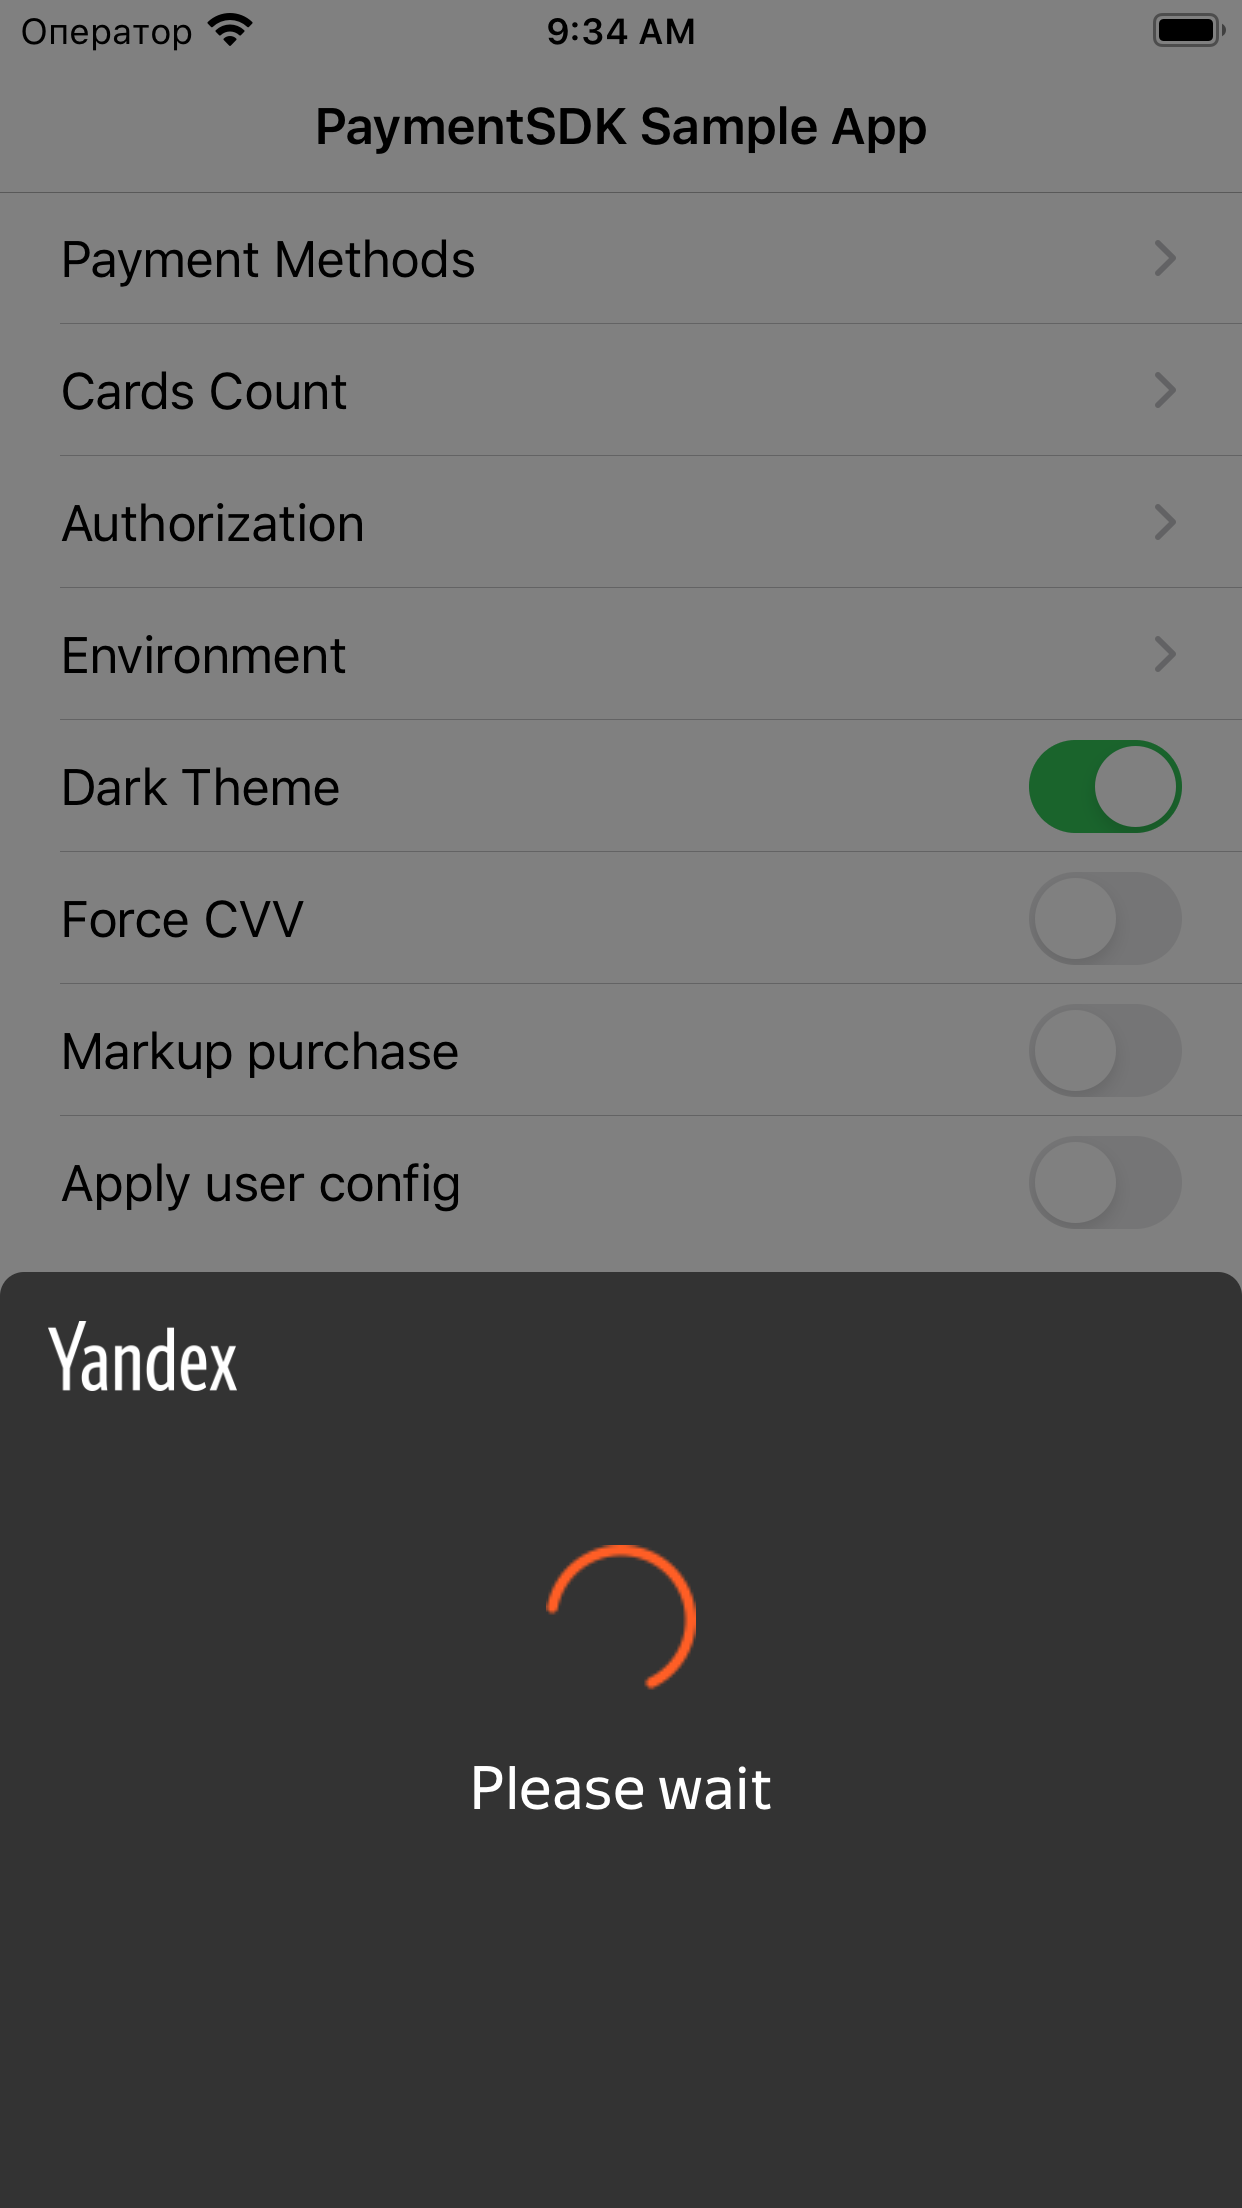 Оператор 9:34 AM
PaymentSDK Sample App
Payment Methods
Cards Count
Authorization
Environment
Dark Theme
Force CVV
Markup purchase
Apply user config
Yandex
Please wait